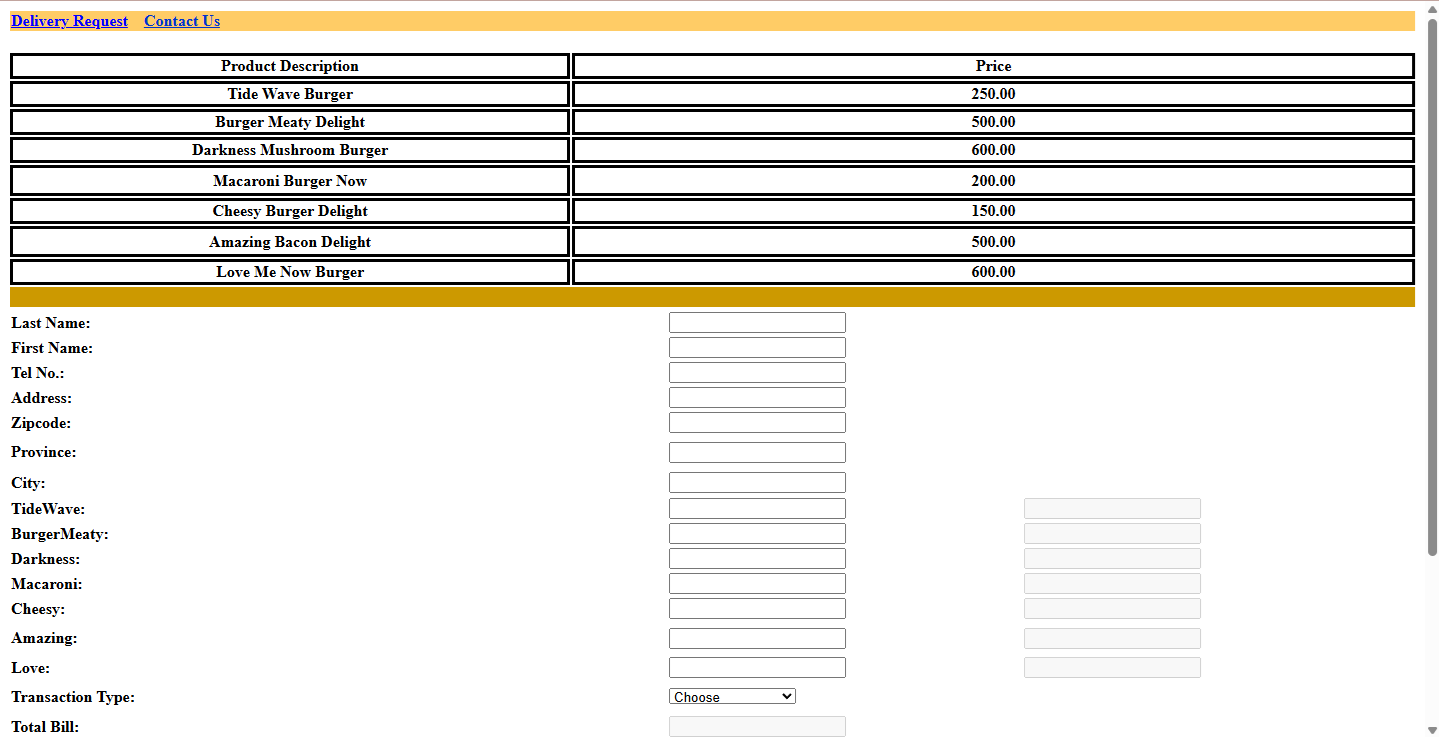 Delivery Request Contact Us
Product Description Price
Tide Wave Burger 250.00
Burger Meaty Delight 500.00
Darkness Mushroom Burger 600.00
Macaroni Burger Now 200.00
Cheesy Burger Delight 150.00
Amazing Bacon Delight 500.00
Love Me Now Burger 600.00
Last Name:
First Name:
Tel No.:
Address:
Zipcode:
Province:
City:
TideWave:
BurgerMeaty:
Darkness:
Macaroni:
Cheesy:
Amazing:
Love:
Transaction Type: Choose
Total Bill: